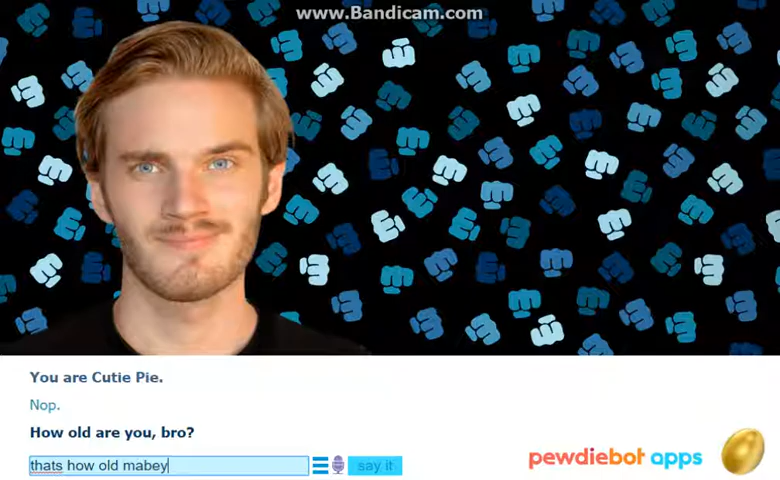 www.Bandicam.com
You are Cutie Pie.
Nop.
How old are you, bro?
thats how old mabey
say it
pewdiebot apps